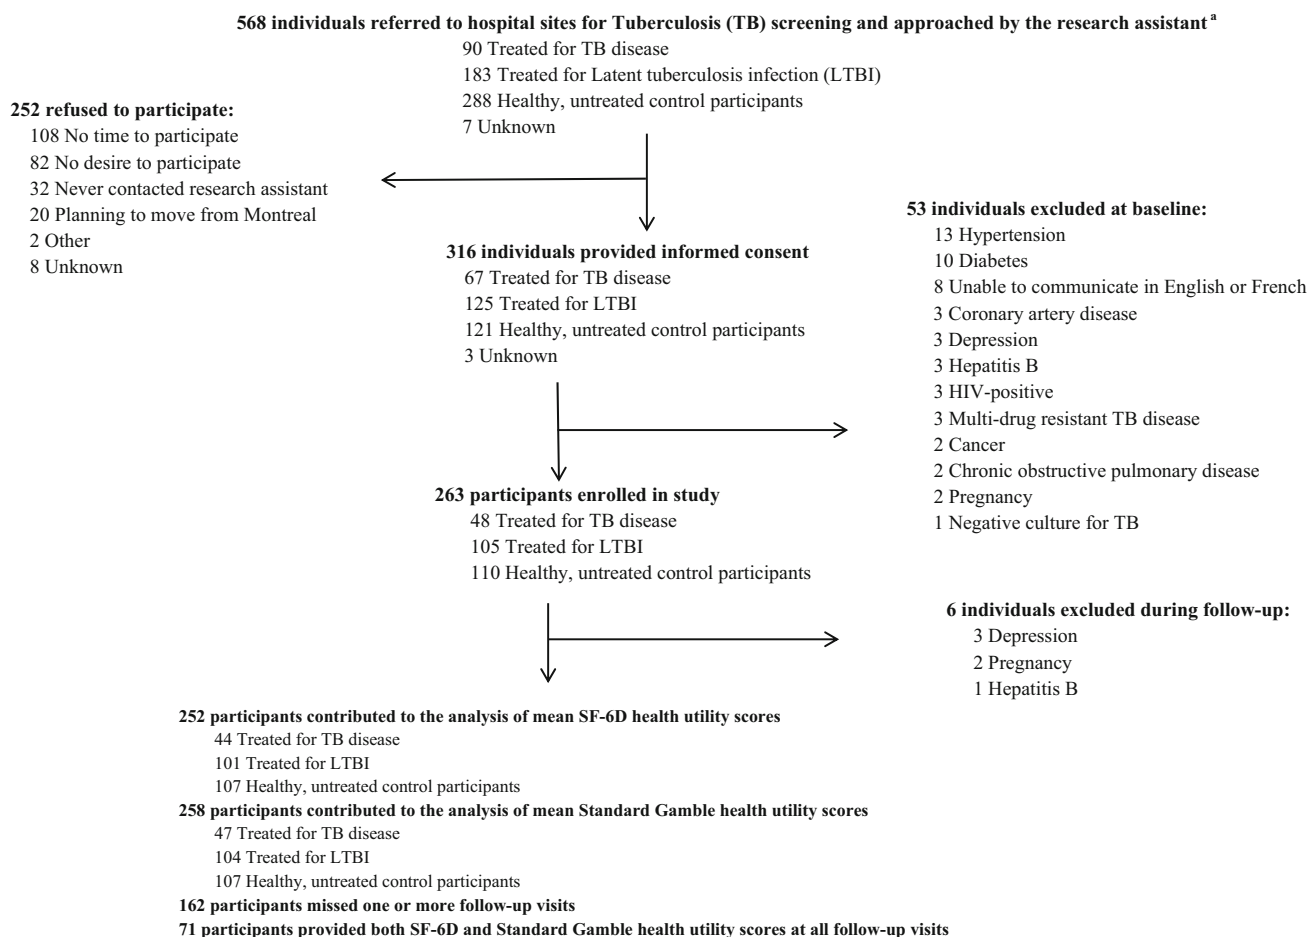 568 individuals referred to hospital sites for Tuberculosis (TB) screening and approached by the research assistant a
90 Treated for TB disease
183 Treated for Latent tuberculosis infection (LTBI)
288 Healthy, untreated control participants
7 Unknown
252 refused to participate:
108 No time to participate
82 No desire to participate
32 Never contacted research assistant
20 Planning to move from Montreal
2 Other
8 Unknown
316 individuals provided informed consent
67 Treated for TB disease
125 Treated for LTBI
121 Healthy, untreated control participants
3 Unknown
53 individuals excluded at baseline:
13 Hypertension
10 Diabetes
8 Unable to communicate in English or French
3 Coronary artery disease
3 Depression
3 Hepatitis B
3 HIV-positive
3 Multi-drug resistant TB disease
2 Cancer
2 Chronic obstructive pulmonary disease
2 Pregnancy
1 Negative culture for TB
263 participants enrolled in study
48 Treated for TB disease
105 Treated for LTBI
110 Healthy, untreated control participants
6 individuals excluded during follow-up:
3 Depression
2 Pregnancy
1 Hepatitis B
252 participants contributed to the analysis of mean SF-6D health utility scores
44 Treated for TB disease
101 Treated for LTBI
107 Healthy, untreated control participants
258 participants contributed to the analysis of mean Standard Gamble health utility scores
47 Treated for TB disease
104 Treated for LTBI
107 Healthy, untreated control participants
162 participants missed one or more follow-up visits
71 participants provided both SF-6D and Standard Gamble health utility scores at all follow-up visits